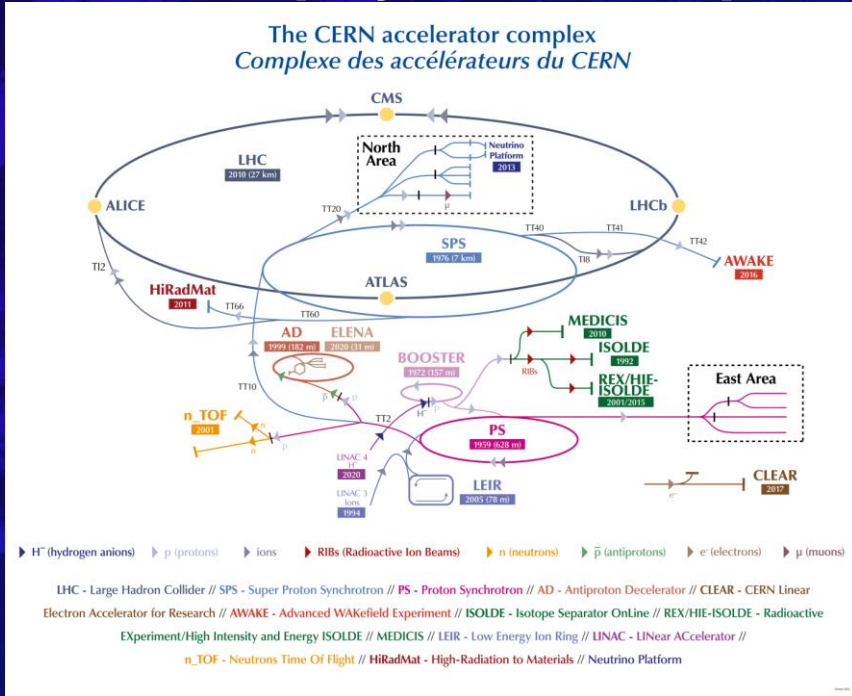 The CERN accelerator complex
Complexe des accélérateurs du CERN
CMS
North
Area
Neutrino
Platform
2013
LHC
2010 (27 km)
μ
TT20
ALICE
LHCb
TT40
TT41
SPS
1976 (7 km)
TI8
TT42
AWAKE
2016
TI2
HiRadMat
2011
ATLAS
TT66
TT60
AD
1999 (182 m)
ELENA
2020 (31 m)
MEDICIS
2010
BOOSTER
1972 (157 m)
ISOLDE
1992
RIBs
REX/HIE-
ISOLDE
2001/2015
East Area
TT10
p̄
p
H⁻
p
n_TOF
2001
n
n
p
TT2
PS
1959 (628 m)
LINAC 4
H⁻
2020
LINAC 3
Ions
1994
LEIR
2005 (78 m)
CLEAR
2017
e⁻
H⁻ (hydrogen anions) p (protons) ions RIBs (Radioactive Ion Beams) n (neutrons) p̄ (antiprotons) e⁻ (electrons) μ (muons)
LHC - Large Hadron Collider // SPS - Super Proton Synchrotron // PS - Proton Synchrotron // AD - Antiproton Decelerator // CLEAR - CERN Linear
Electron Accelerator for Research // AWAKE - Advanced WAKefield Experiment // ISOLDE - Isotope Separator OnLine // REX/HIE-ISOLDE - Radioactive
EXperiment/High Intensity and Energy ISOLDE // MEDICIS // LEIR - Low Energy Ion Ring // LINAC - LINear ACcelerator //
n_TOF - Neutrons Time Of Flight // HiRadMat - High-Radiation to Materials // Neutrino Platform